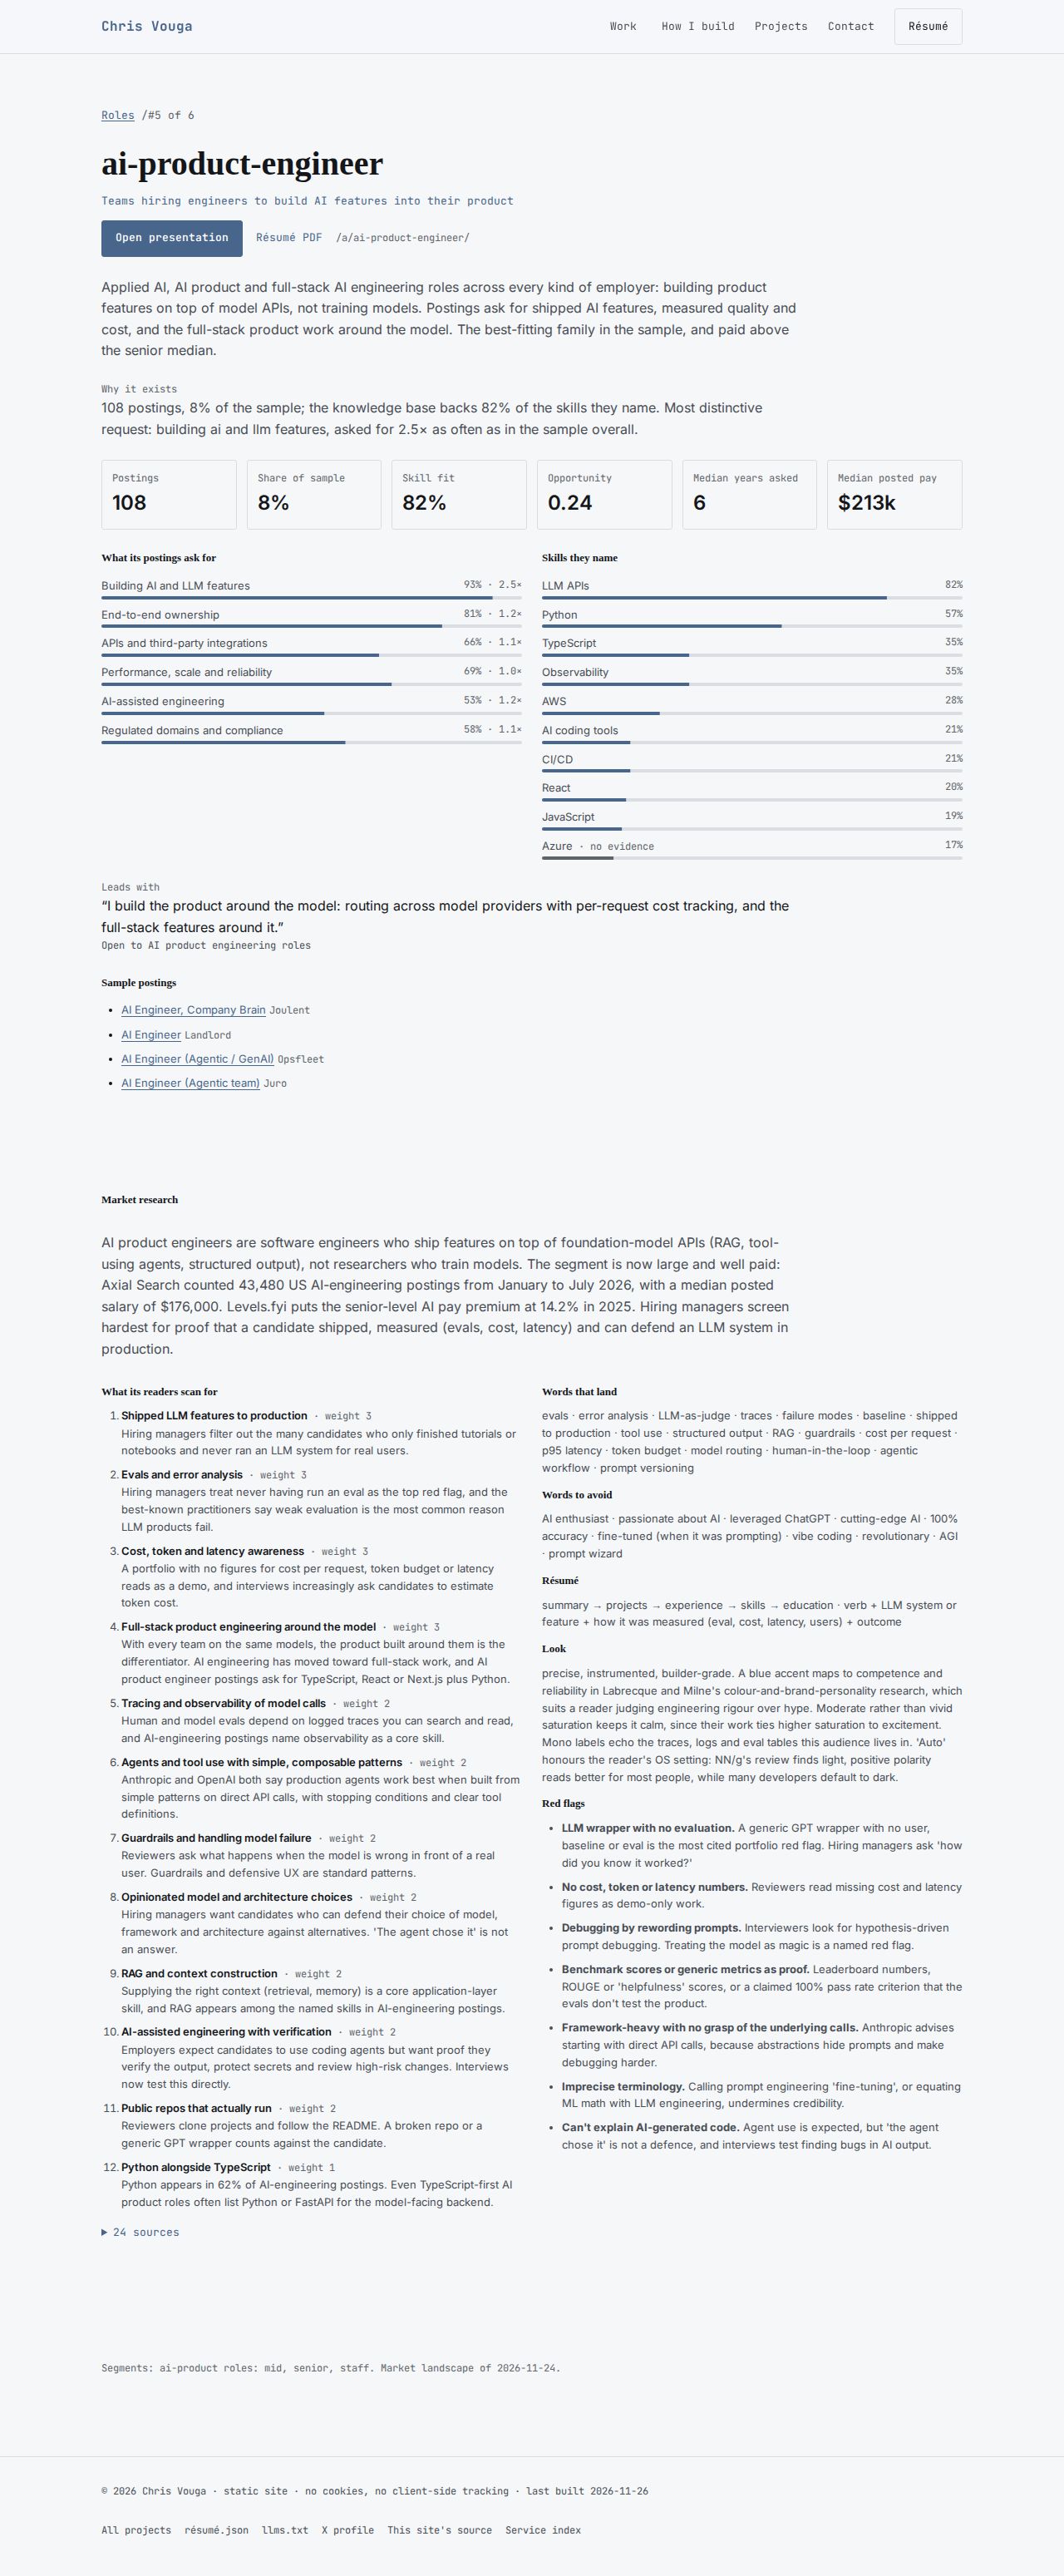 Chris Vouga
Work How I build Projects Contact Résumé
Roles /#5 of 6
ai-product-engineer
Teams hiring engineers to build AI features into their product
Open presentation Résumé PDF /a/ai-product-engineer/
Applied AI, AI product and full-stack AI engineering roles across every kind of employer: building product
features on top of model APIs, not training models. Postings ask for shipped AI features, measured quality and
cost, and the full-stack product work around the model. The best-fitting family in the sample, and paid above
the senior median.
Why it exists
108 postings, 8% of the sample; the knowledge base backs 82% of the skills they name. Most distinctive
request: building ai and llm features, asked for 2.5× as often as in the sample overall.
Postings
108
Share of sample
8%
Skill fit
82%
Opportunity
0.24
Median years asked
6
Median posted pay
$213k
What its postings ask for
Building AI and LLM features 93% · 2.5×
End-to-end ownership 81% · 1.2×
APIs and third-party integrations 66% · 1.1×
Performance, scale and reliability 69% · 1.0×
AI-assisted engineering 53% · 1.2×
Regulated domains and compliance 58% · 1.1×
Skills they name
LLM APIs 82%
Python 57%
TypeScript 35%
Observability 35%
AWS 28%
AI coding tools 21%
CI/CD 21%
React 20%
JavaScript 19%
Azure · no evidence 17%
Leads with
“I build the product around the model: routing across model providers with per-request cost tracking, and the
full-stack features around it.”
Open to AI product engineering roles
Sample postings
• AI Engineer, Company Brain Joulent
• AI Engineer Landlord
• AI Engineer (Agentic / GenAI) Opsfleet
• AI Engineer (Agentic team) Juro
Market research
AI product engineers are software engineers who ship features on top of foundation-model APIs (RAG, tool-
using agents, structured output), not researchers who train models. The segment is now large and well paid:
Axial Search counted 43,480 US AI-engineering postings from January to July 2026, with a median posted
salary of $176,000. Levels.fyi puts the senior-level AI pay premium at 14.2% in 2025. Hiring managers screen
hardest for proof that a candidate shipped, measured (evals, cost, latency) and can defend an LLM system in
production.
What its readers scan for
1. Shipped LLM features to production · weight 3
Hiring managers filter out the many candidates who only finished tutorials or
notebooks and never ran an LLM system for real users.
2. Evals and error analysis · weight 3
Hiring managers treat never having run an eval as the top red flag, and the
best-known practitioners say weak evaluation is the most common reason
LLM products fail.
3. Cost, token and latency awareness · weight 3
A portfolio with no figures for cost per request, token budget or latency
reads as a demo, and interviews increasingly ask candidates to estimate
token cost.
4. Full-stack product engineering around the model · weight 3
With every team on the same models, the product built around them is the
differentiator. AI engineering has moved toward full-stack work, and AI
product engineer postings ask for TypeScript, React or Next.js plus Python.
5. Tracing and observability of model calls · weight 2
Human and model evals depend on logged traces you can search and read,
and AI-engineering postings name observability as a core skill.
6. Agents and tool use with simple, composable patterns · weight 2
Anthropic and OpenAI both say production agents work best when built from
simple patterns on direct API calls, with stopping conditions and clear tool
definitions.
7. Guardrails and handling model failure · weight 2
Reviewers ask what happens when the model is wrong in front of a real
user. Guardrails and defensive UX are standard patterns.
8. Opinionated model and architecture choices · weight 2
Hiring managers want candidates who can defend their choice of model,
framework and architecture against alternatives. 'The agent chose it' is not
an answer.
9. RAG and context construction · weight 2
Supplying the right context (retrieval, memory) is a core application-layer
skill, and RAG appears among the named skills in AI-engineering postings.
10. AI-assisted engineering with verification · weight 2
Employers expect candidates to use coding agents but want proof they
verify the output, protect secrets and review high-risk changes. Interviews
now test this directly.
11. Public repos that actually run · weight 2
Reviewers clone projects and follow the README. A broken repo or a
generic GPT wrapper counts against the candidate.
12. Python alongside TypeScript · weight 1
Python appears in 62% of AI-engineering postings. Even TypeScript-first AI
product roles often list Python or FastAPI for the model-facing backend.
▶ 24 sources
Words that land
evals · error analysis · LLM-as-judge · traces · failure modes · baseline · shipped
to production · tool use · structured output · RAG · guardrails · cost per request ·
p95 latency · token budget · model routing · human-in-the-loop · agentic
workflow · prompt versioning
Words to avoid
AI enthusiast · passionate about AI · leveraged ChatGPT · cutting-edge AI · 100%
accuracy · fine-tuned (when it was prompting) · vibe coding · revolutionary · AGI
· prompt wizard
Résumé
summary → projects → experience → skills → education · verb + LLM system or
feature + how it was measured (eval, cost, latency, users) + outcome
Look
precise, instrumented, builder-grade. A blue accent maps to competence and
reliability in Labrecque and Milne's colour-and-brand-personality research, which
suits a reader judging engineering rigour over hype. Moderate rather than vivid
saturation keeps it calm, since their work ties higher saturation to excitement.
Mono labels echo the traces, logs and eval tables this audience lives in. 'Auto'
honours the reader's OS setting: NN/g's review finds light, positive polarity
reads better for most people, while many developers default to dark.
Red flags
• LLM wrapper with no evaluation. A generic GPT wrapper with no user,
baseline or eval is the most cited portfolio red flag. Hiring managers ask 'how
did you know it worked?'
• No cost, token or latency numbers. Reviewers read missing cost and latency
figures as demo-only work.
• Debugging by rewording prompts. Interviewers look for hypothesis-driven
prompt debugging. Treating the model as magic is a named red flag.
• Benchmark scores or generic metrics as proof. Leaderboard numbers,
ROUGE or 'helpfulness' scores, or a claimed 100% pass rate criterion that the
evals don't test the product.
• Framework-heavy with no grasp of the underlying calls. Anthropic advises
starting with direct API calls, because abstractions hide prompts and make
debugging harder.
• Imprecise terminology. Calling prompt engineering 'fine-tuning', or equating
ML math with LLM engineering, undermines credibility.
• Can't explain AI-generated code. Agent use is expected, but 'the agent
chose it' is not a defence, and interviews test finding bugs in AI output.
Segments: ai-product roles: mid, senior, staff. Market landscape of 2026-11-24.
© 2026 Chris Vouga · static site · no cookies, no client-side tracking · last built 2026-11-26
All projects résumé.json llms.txt X profile This site's source Service index